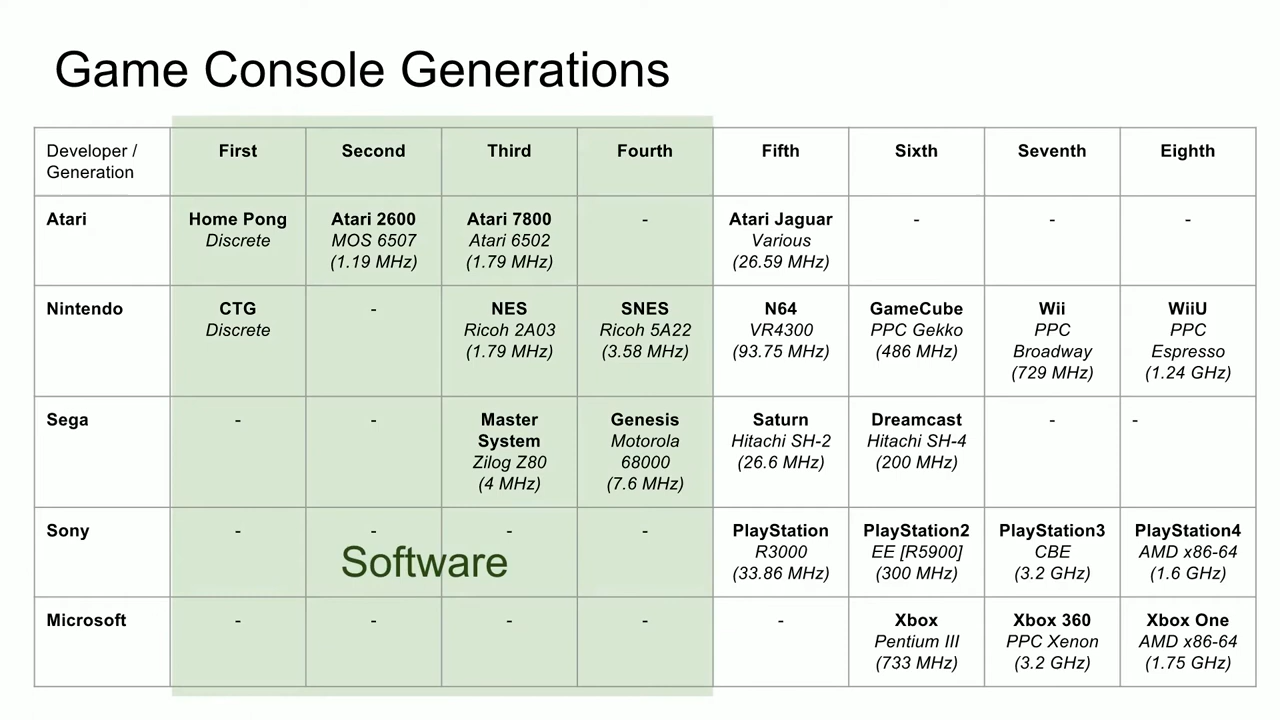 Game Console Generations
Developer / Generation First Second Third Fourth Fifth Sixth Seventh Eighth
Atari
Home Pong
Discrete
Atari 2600
MOS 6507
(1.19 MHz)
Atari 7800
Atari 6502
(1.79 MHz)
-
Atari Jaguar
Various
(26.59 MHz)
-
-
-
Nintendo
CTG
Discrete
-
NES
Ricoh 2A03
(1.79 MHz)
SNES
Ricoh 5A22
(3.58 MHz)
N64
VR4300
(93.75 MHz)
GameCube
PPC Gekko
(486 MHz)
Wii
PPC
Broadway
(729 MHz)
WiiU
PPC
Espresso
(1.24 GHz)
Sega
-
-
Master
System
Zilog Z80
(4 MHz)
Genesis
Motorola
68000
(7.6 MHz)
Saturn
Hitachi SH-2
(26.6 MHz)
Dreamcast
Hitachi SH-4
(200 MHz)
-
-
Sony
-
-
-
-
PlayStation
R3000
(33.86 MHz)
PlayStation2
EE [R5900]
(300 MHz)
PlayStation3
CBE
(3.2 GHz)
PlayStation4
AMD x86-64
(1.6 GHz)
Software
Microsoft
-
-
-
-
-
Xbox
Pentium III
(733 MHz)
Xbox 360
PPC Xenon
(3.2 GHz)
Xbox One
AMD x86-64
(1.75 GHz)